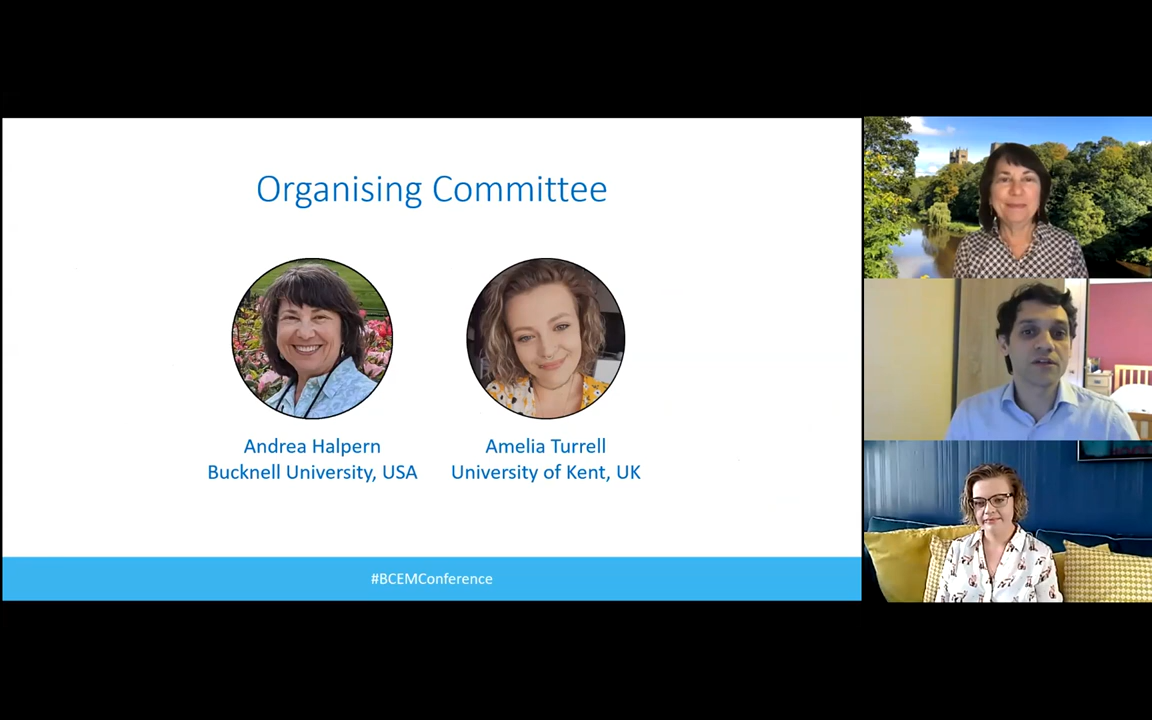 Organising Committee
Andrea Halpern
Bucknell University, USA
Amelia Turrell
University of Kent, UK
#BCEMConference